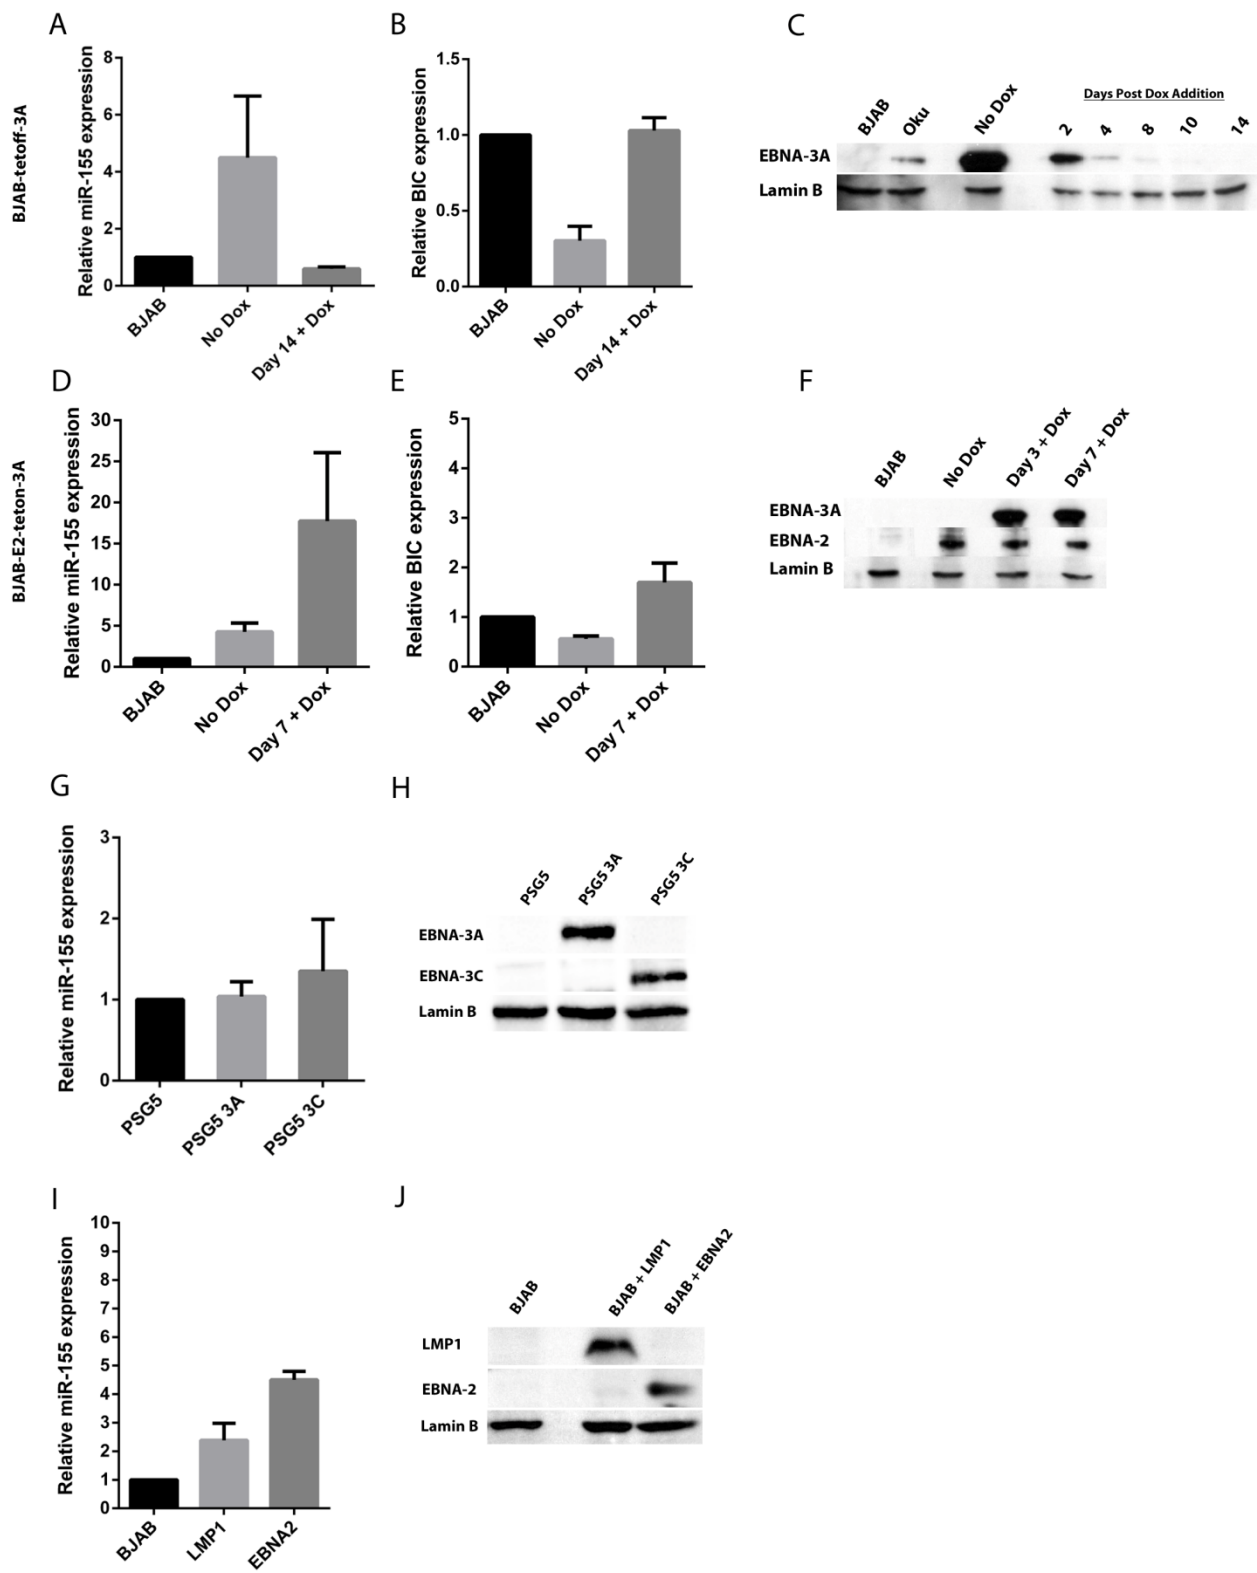 A
BJAB-tetoff-3A
Relative miR-155 expression
8
6
4
2
0
BJAB
No Dox
Day 14 + Dox
B
Relative BIC expression
1.5
1.0
0.5
0.0
BJAB
No Dox
Day 14 + Dox
C
BJAB
Oku
No Dox
Days Post Dox Addition
2 4 8 10 14
EBNA-3A
Lamin B
D
BJAB-E2-teton-3A
Relative miR-155 expression
30
25
20
15
10
5
0
BJAB
No Dox
Day 7 + Dox
E
Relative BIC expression
5
4
3
2
1
0
BJAB
No Dox
Day 7 + Dox
F
BJAB
No Dox
Day 3 + Dox
Day 7 + Dox
EBNA-3A
EBNA-2
Lamin B
G
Relative miR-155 expression
3
2
1
0
PSG5
PSG5 3A
PSG5 3C
H
PSG5
PSG5 3A
PSG5 3C
EBNA-3A
EBNA-3C
Lamin B
I
Relative miR-155 expression
10
9
8
7
6
5
4
3
2
1
0
BJAB
LMP1
EBNA2
J
BJAB
BJAB + LMP1
BJAB + EBNA2
LMP1
EBNA-2
Lamin B